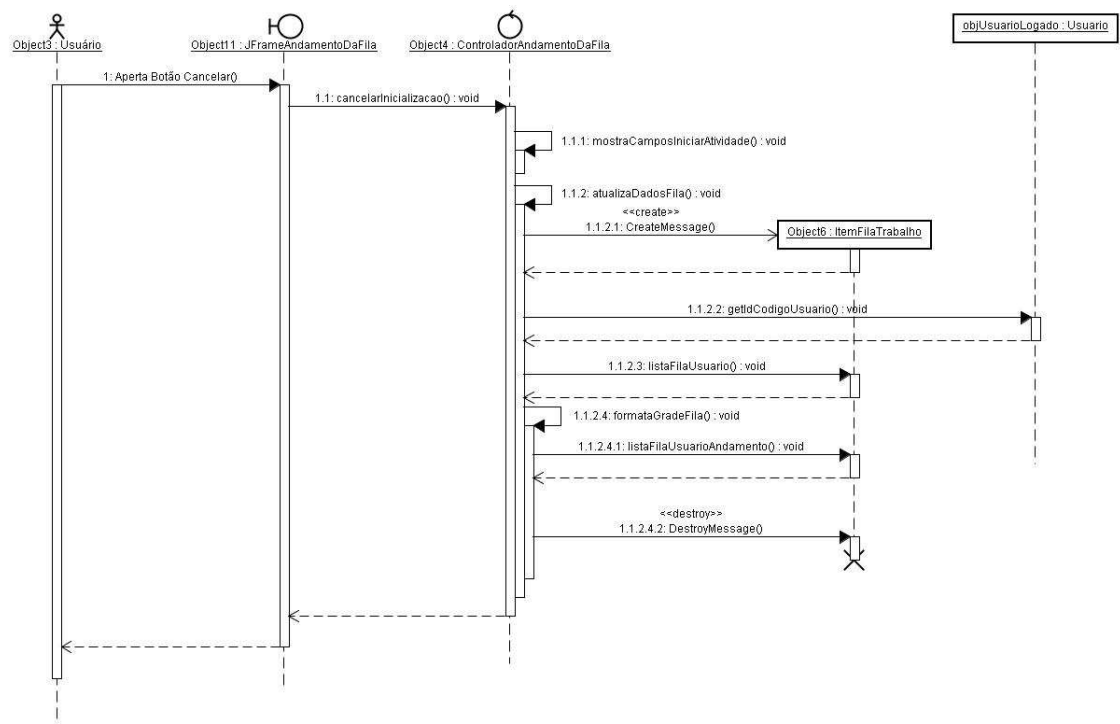 objUsuarioLogado : Usuario
Object3 : Usuário
Object11 : JFrameAndamentoDaFila
Object4 : ControladorAndamentoDaFila
1: Aperta Botão Cancelar()
1.1: cancelarInicializacao() : void
1.1.1: mostraCamposIniciarAtividade() : void
1.1.2: atualizaDadosFila() : void
<<create>>
1.1.2.1: CreateMessage()
Object6 : ItemFilaTrabalho
1.1.2.2: getIdCodigoUsuario() : void
1.1.2.3: listaFilaUsuario() : void
1.1.2.4: formataGradeFila() : void
1.1.2.4.1: listaFilaUsuarioAndamento() : void
<<destroy>>
1.1.2.4.2: DestroyMessage()